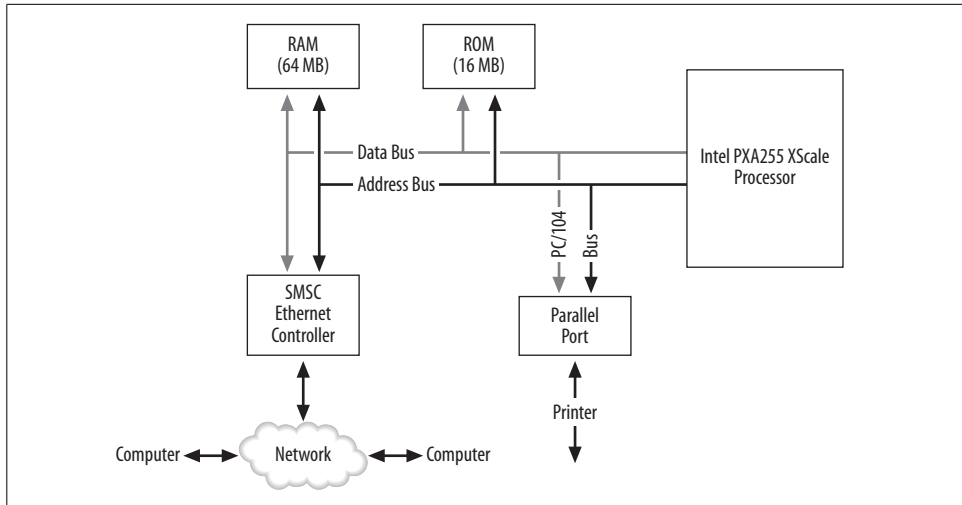 RAM
(64 MB)
ROM
(16 MB)
Intel PXA255 XScale
Processor
Data Bus
Address Bus
PC/104
Bus
SMSC
Ethernet
Controller
Parallel
Port
Printer
Computer
Network
Computer